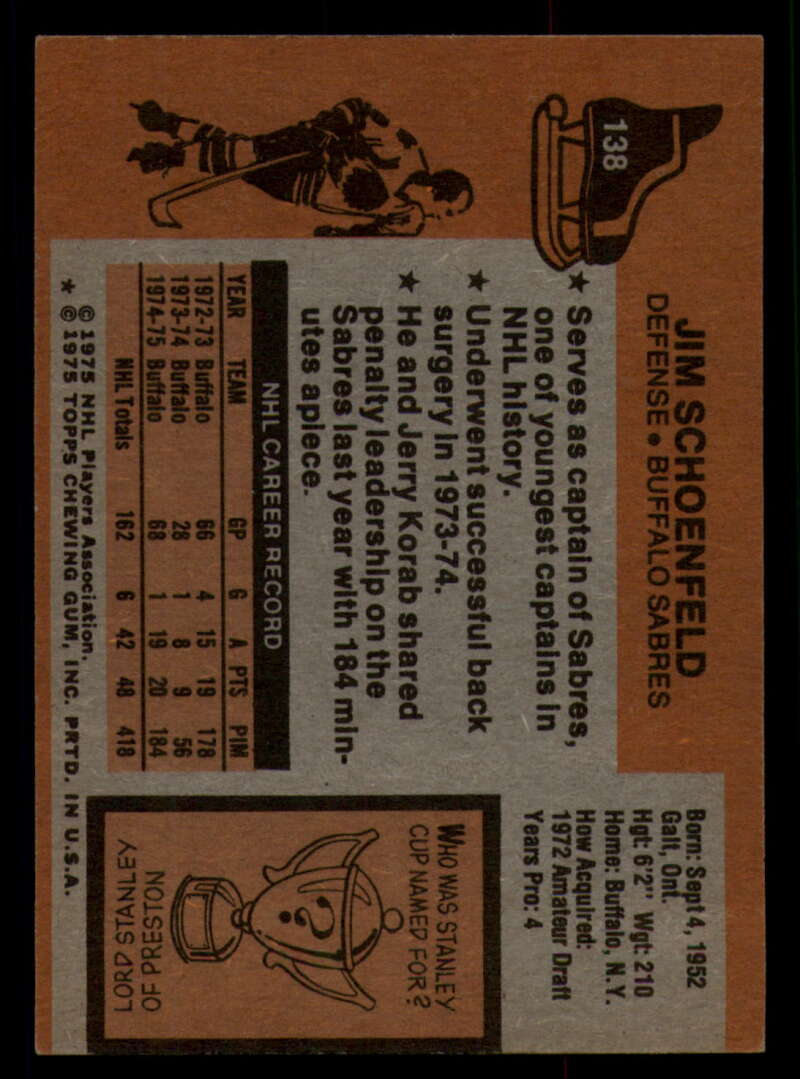 138
JIM SCHOENFELD
DEFENSE • BUFFALO SABRES
★ Serves as captain of Sabres,
one of youngest captains in
NHL history.
★ Underwent successful back
surgery in 1973-74.
★ He and Jerry Korab shared
penalty leadership on the
Sabres last year with 184 min-
utes apiece.
NHL CAREER RECORD
YEAR TEAM GP G A PTS PIM
1972-73 Buffalo 66 4 15 19 178
1973-74 Buffalo 28 1 8 9 56
1974-75 Buffalo 68 1 19 20 184
NHL Totals 162 6 42 48 418
© 1975 NHL Players Association.
★ © 1975 TOPPS CHEWING GUM, INC. PRTD. IN U.S.A.
Born: Sept 4, 1952
Galt, Ont.
Hgt: 6'2" Wgt: 210
Home: Buffalo, N.Y.
How Acquired:
1972 Amateur Draft
Years Pro: 4
WHO WAS STANLEY
CUP NAMED FOR?
?
LORD STANLEY
OF PRESTON